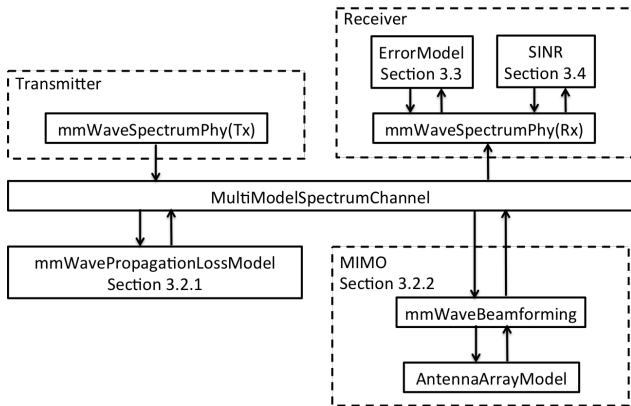 Receiver
ErrorModel
Section 3.3
SINR
Section 3.4
Transmitter
mmWaveSpectrumPhy(Tx)
mmWaveSpectrumPhy(Rx)
MultiModelSpectrumChannel
mmWavePropagationLossModel
Section 3.2.1
MIMO
Section 3.2.2
mmWaveBeamforming
AntennaArrayModel